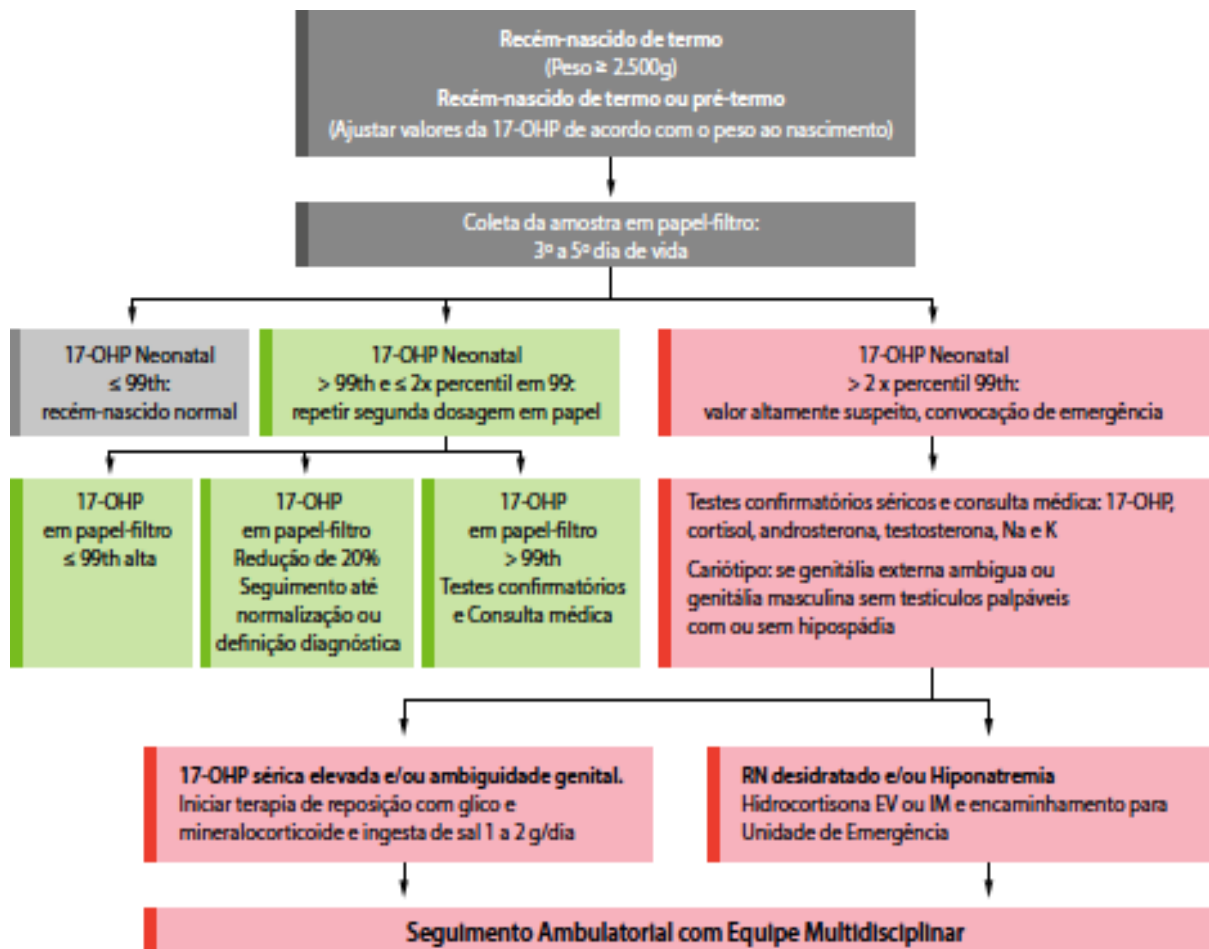 Recém-nascido de termo
(Peso ≥ 2.500g)
Recém-nascido de termo ou pré-termo
(Ajustar valores da 17-OHP de acordo com o peso ao nascimento)
Coleta da amostra em papel-filtro:
3º a 5º dia de vida
17-OHP Neonatal
≤ 99th:
recém-nascido normal
17-OHP Neonatal
> 99th e ≤ 2x percentil em 99:
repetir segunda dosagem em papel
17-OHP Neonatal
> 2 x percentil 99th:
valor altamente suspeito, convocação de emergência
17-OHP
em papel-filtro
≤ 99th alta
17-OHP
em papel-filtro
Redução de 20%
Seguimento até
normalização ou
definição diagnóstica
17-OHP
em papel-filtro
> 99th
Testes confirmatórios
e Consulta médica
Testes confirmatórios séricos e consulta médica: 17-OHP,
cortisol, androsterona, testosterona, Na e K
Cariótipo: se genitália externa ambigua ou
genitália masculina sem testículos palpáveis
com ou sem hipospádia
17-OHP sérica elevada e/ou ambiguidade genital.
Iniciar terapia de reposição com glico e
mineralocorticoide e ingesta de sal 1 a 2 g/dia
RN desidratado e/ou Hiponatremia
Hidrocortisona EV ou IM e encaminhamento para
Unidade de Emergência
Seguimento Ambulatorial com Equipe Multidisciplinar